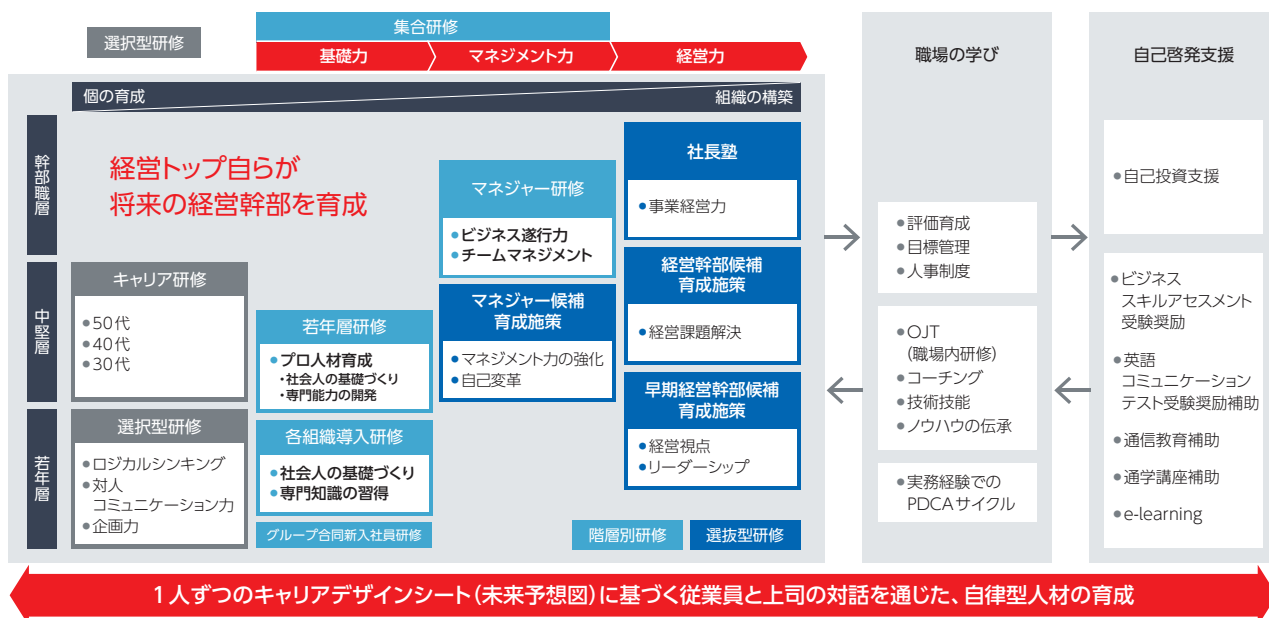 選択型研修
集合研修
基礎力
マネジメント力
経営力
職場の学び
自己啓発支援
個の育成
組織の構築
幹部職層
中堅層
若年層
経営トップ自らが
将来の経営幹部を育成
キャリア研修
●50代
●40代
●30代
選択型研修
●ロジカルシンキング
●対人
コミュニケーション力
●企画力
若年層研修
●プロ人材育成
・社会人の基礎づくり
・専門能力の開発
各組織導入研修
●社会人の基礎づくり
●専門知識の習得
グループ合同新入社員研修
マネジャー研修
●ビジネス遂行力
●チームマネジメント
マネジャー候補
育成施策
●マネジメント力の強化
●自己変革
社長塾
●事業経営力
経営幹部候補
育成施策
●経営課題解決
早期経営幹部候補
育成施策
●経営視点
●リーダーシップ
階層別研修
選抜型研修
●評価育成
●目標管理
●人事制度
●OJT
(職場内研修)
●コーチング
●技術技能
●ノウハウの伝承
●実務経験での
PDCAサイクル
●自己投資支援
●ビジネス
スキルアセスメント
受験奨励
●英語
コミュニケーション
テスト受験奨励補助
●通信教育補助
●通学講座補助
●e-learning
1人ずつのキャリアデザインシート(未来予想図)に基づく従業員と上司の対話を通じた、自律型人材の育成